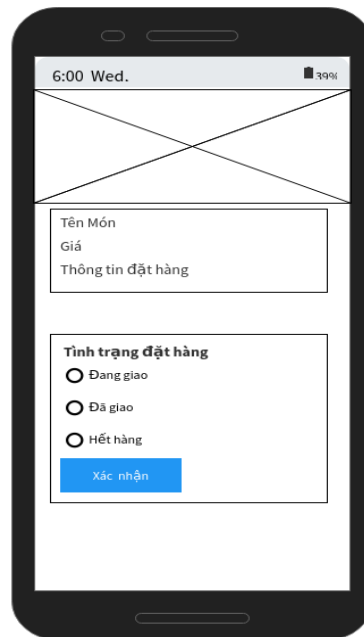 6:00 Wed.
39%
Tên Món
Giá
Thông tin đặt hàng
Tình trạng đặt hàng
Đang giao
Đã giao
Hết hàng
Xác nhận